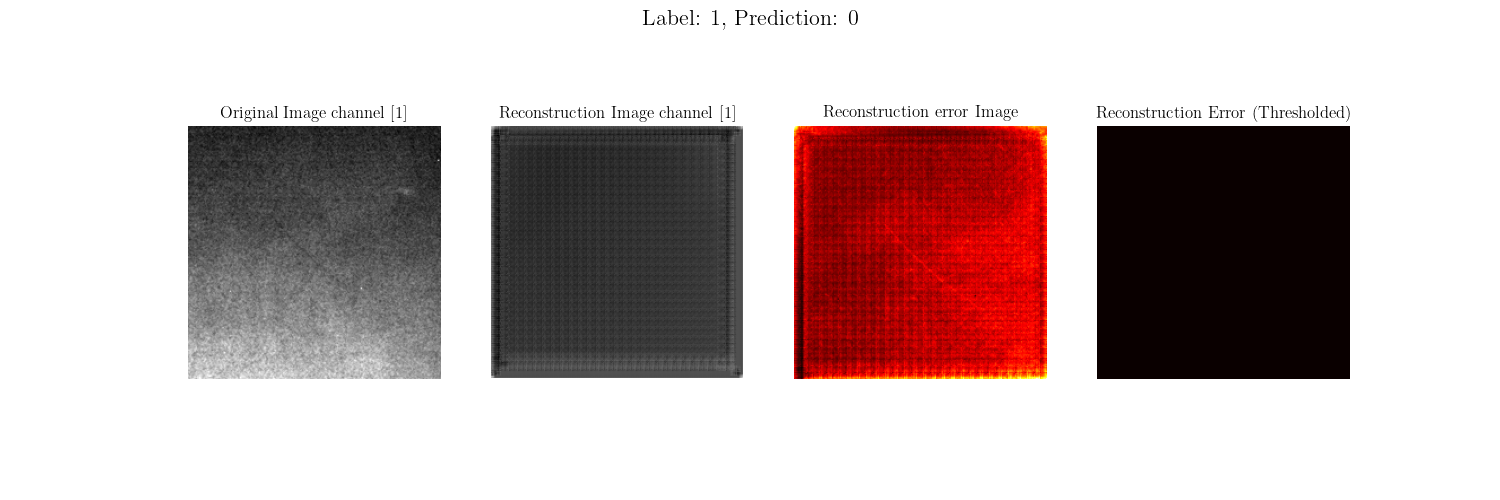 Label: 1, Prediction: 0
Original Image channel [1]
Reconstruction Image channel [1]
Reconstruction error Image
Reconstruction Error (Thresholded)